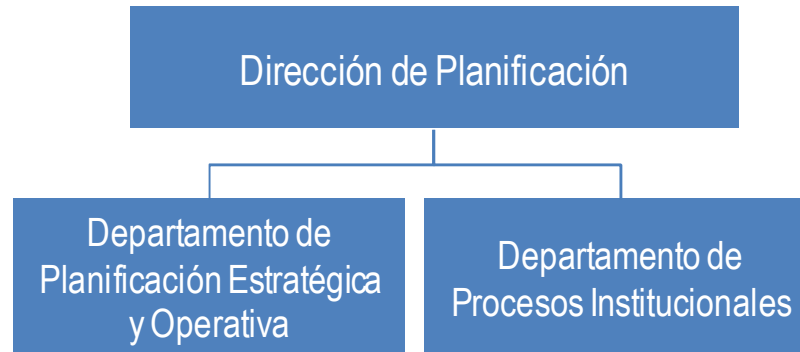 Dirección de Planificación
Departamento de
Planificación Estratégica
y Operativa
Departamento de
Procesos Institucionales